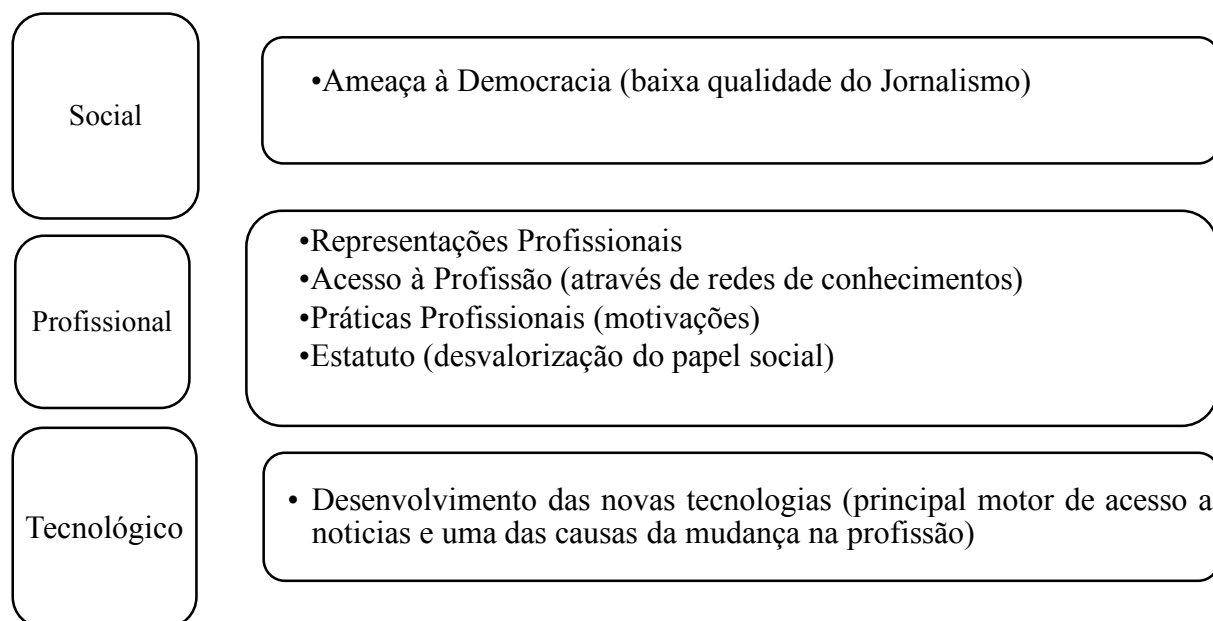 Social
•Ameaça à Democracia (baixa qualidade do Jornalismo)
Profissional
•Representações Profissionais
•Acesso à Profissão (através de redes de conhecimentos)
•Práticas Profissionais (motivações)
•Estatuto (desvalorização do papel social)
Tecnológico
• Desenvolvimento das novas tecnologias (principal motor de acesso a
noticias e uma das causas da mudança na profissão)